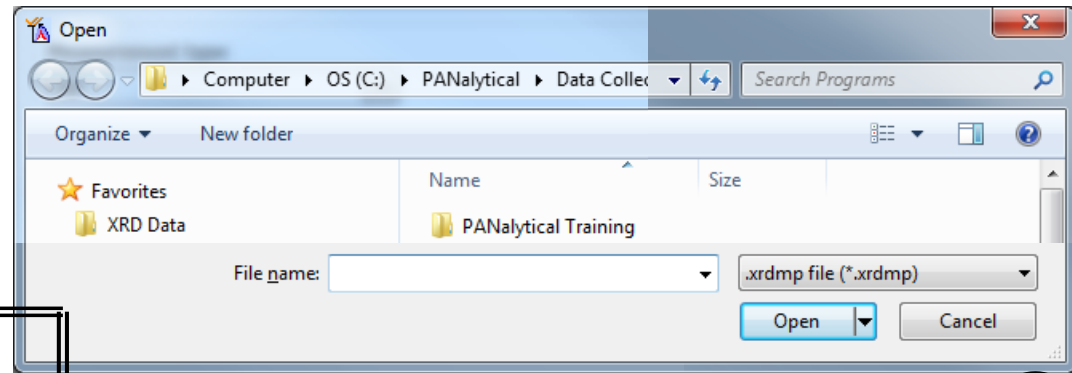 Open
Computer OS (C:) PANalytical Data Collec Search Programs
Organize New folder
Name Size
Favorites
XRD Data PANalytical Training
File name: .xrdmp file (*.xrdmp)
Open Cancel